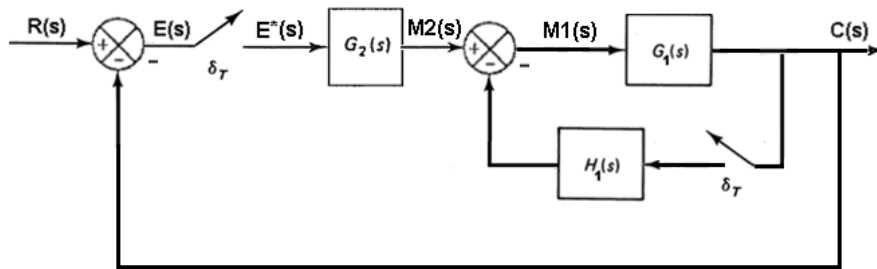 R(s)
+
−
E(s)
−
δT
E*(s)
G2(s)
M2(s)
+
−
−
M1(s)
G1(s)
C(s)
H1(s)
δT